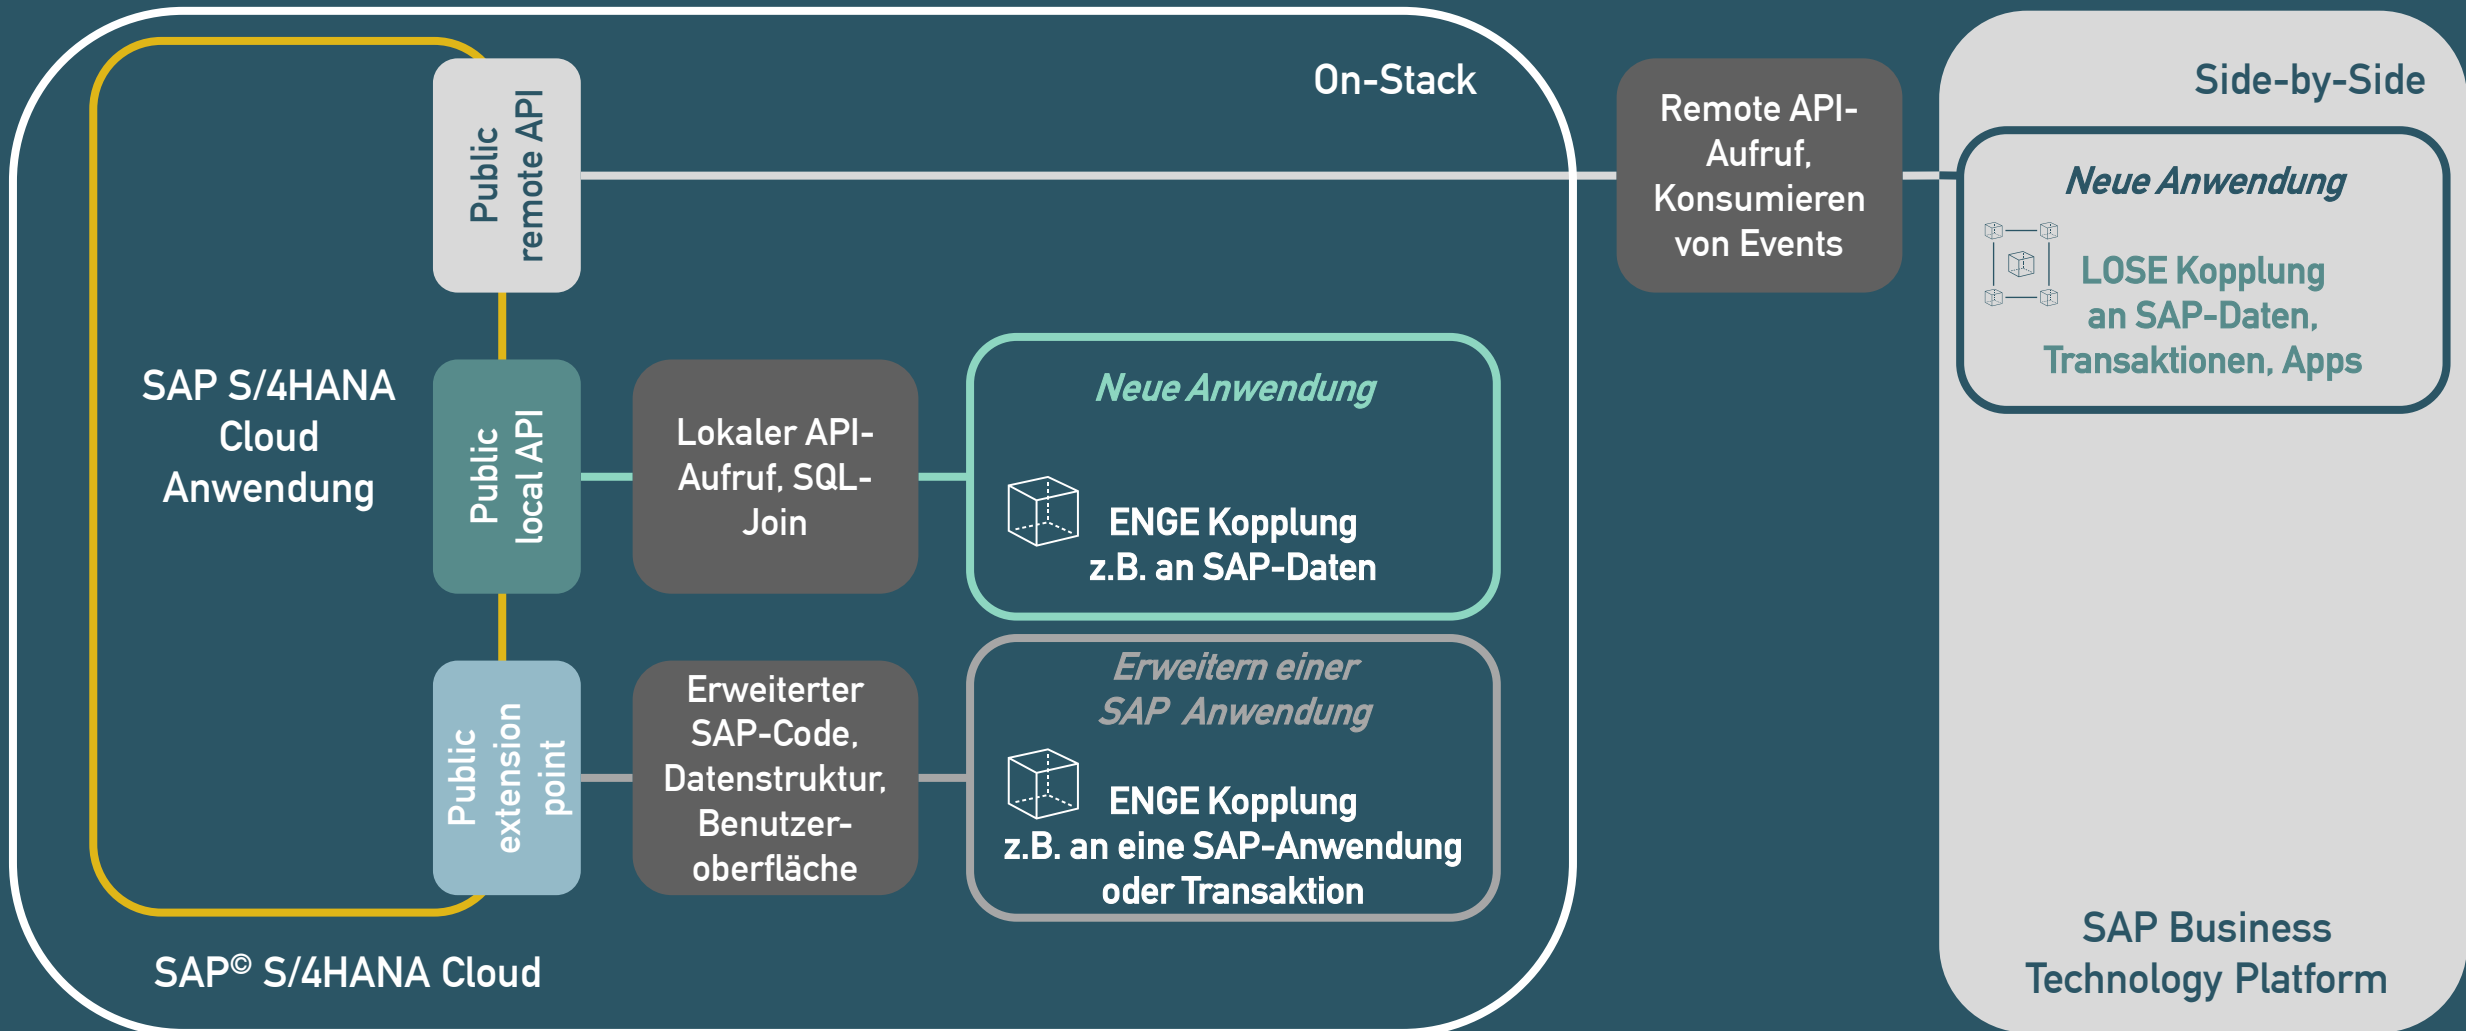 On-Stack
Side-by-Side
Public
remote API
Remote API-
Aufruf,
Konsumieren
von Events
Neue Anwendung
LOSE Kopplung
an SAP-Daten,
Transaktionen, Apps
SAP S/4HANA
Cloud
Anwendung
Public
local API
Lokaler API-
Aufruf, SQL-
Join
Neue Anwendung
ENGE Kopplung
z.B. an SAP-Daten
Public
extension
point
Erweiterter
SAP-Code,
Datenstruktur,
Benutzer-
oberfläche
Erweitern einer
SAP Anwendung
ENGE Kopplung
z.B. an eine SAP-Anwendung
oder Transaktion
SAP© S/4HANA Cloud
SAP Business
Technology Platform